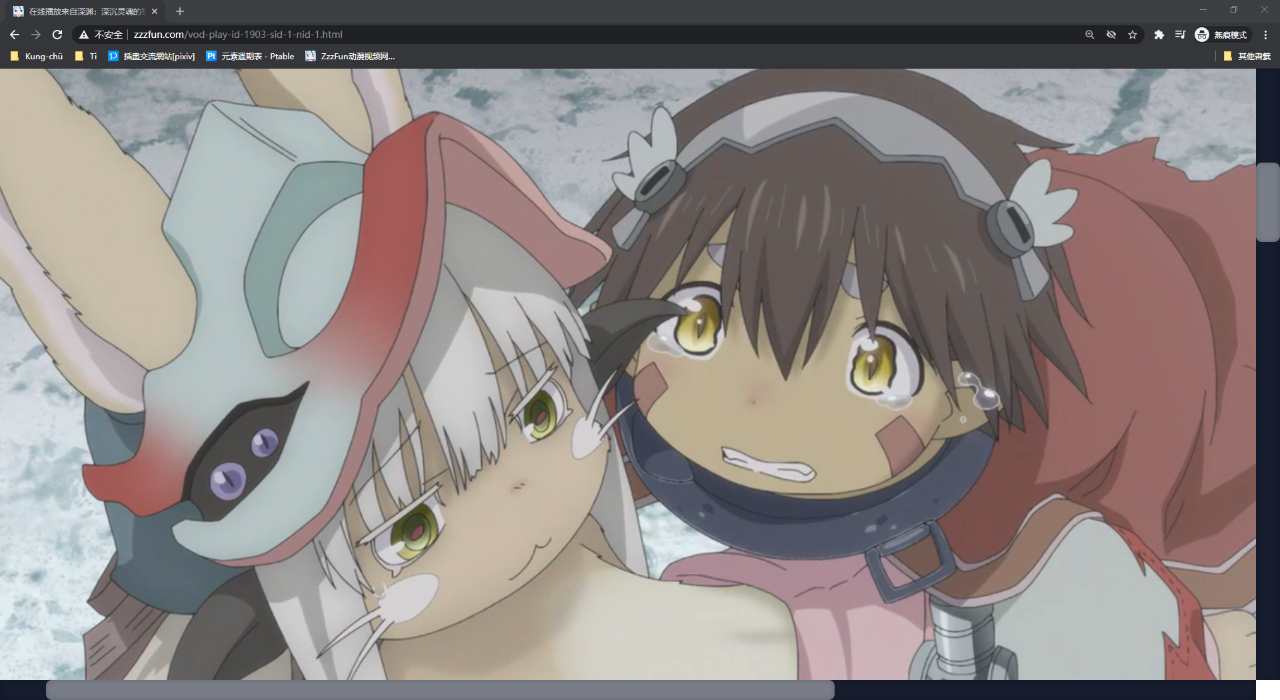 在线播放来自深渊：深沉灵魂的
不安全 zzzfun.com/vod-play-id-1903-sid-1-nid-1.html 無痕模式
Kung-chü Ti 插畫交流網站[pixiv] 元素週期表 - Ptable ZzzFun动漫视频网... 其他書籤